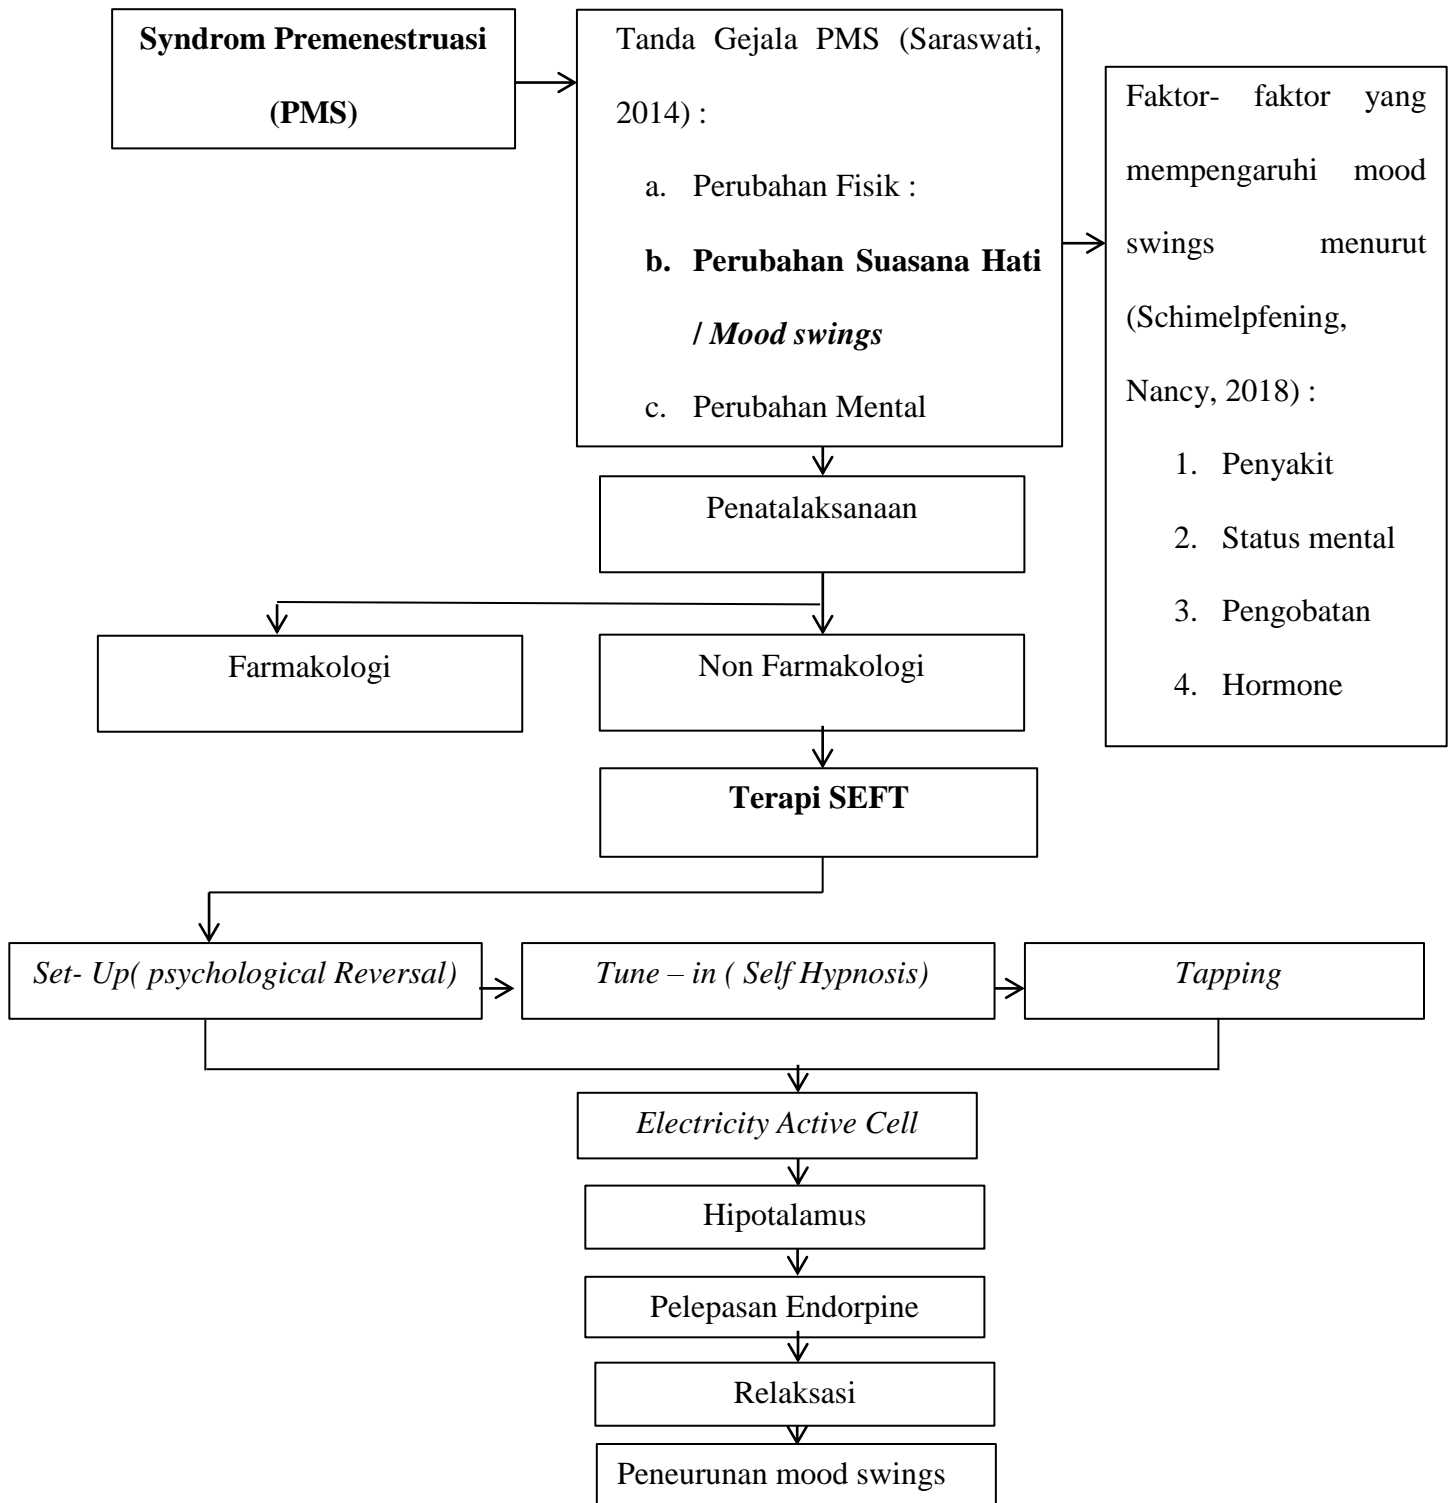 Syndrom Premenestruasi
(PMS)
Tanda Gejala PMS (Saraswati,
2014) :
a. Perubahan Fisik :
b. Perubahan Suasana Hati
/ Mood swings
c. Perubahan Mental
Faktor- faktor yang
mempengaruhi mood
swings menurut
(Schimelpfening,
Nancy, 2018) :
1. Penyakit
2. Status mental
3. Pengobatan
4. Hormone
Penatalaksanaan
Farmakologi
Non Farmakologi
Terapi SEFT
Set- Up( psychological Reversal)
Tune – in ( Self Hypnosis)
Tapping
Electricity Active Cell
Hipotalamus
Pelepasan Endorpine
Relaksasi
Peneurunan mood swings